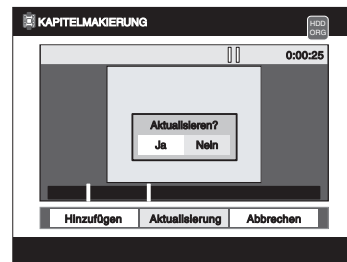 KAPITELMAKIERUNG
HDD
ORG
0:00:25
Aktualisieren?
Ja Nein
Hinzufügen Aktualisierung Abbrechen